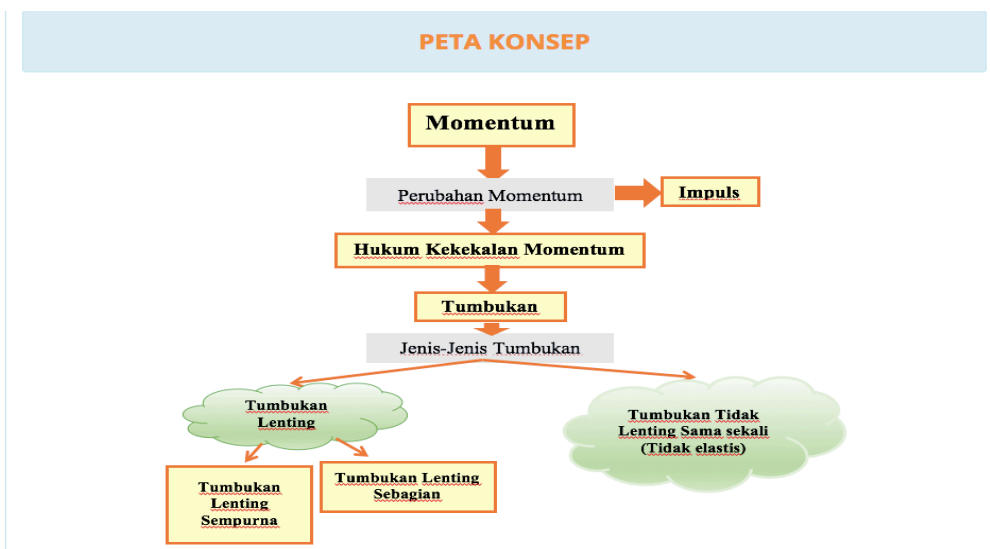 PETA KONSEP
Momentum
Perubahan Momentum
Impuls
Hukum Kekekalan Momentum
Tumbukan
Jenis-Jenis Tumbukan
Tumbukan
Lenting
Tumbukan Tidak
Lenting Sama sekali
(Tidak elastis)
Tumbukan
Lenting
Sempurna
Tumbukan Lenting
Sebagian